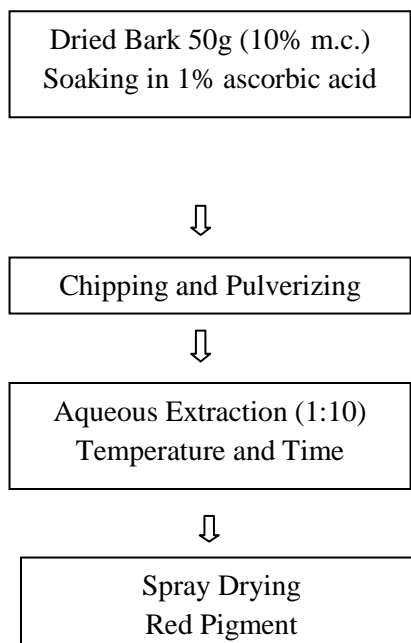 Dried Bark 50g (10% m.c.)
Soaking in 1% ascorbic acid
Chipping and Pulverizing
Aqueous Extraction (1:10)
Temperature and Time
Spray Drying
Red Pigment